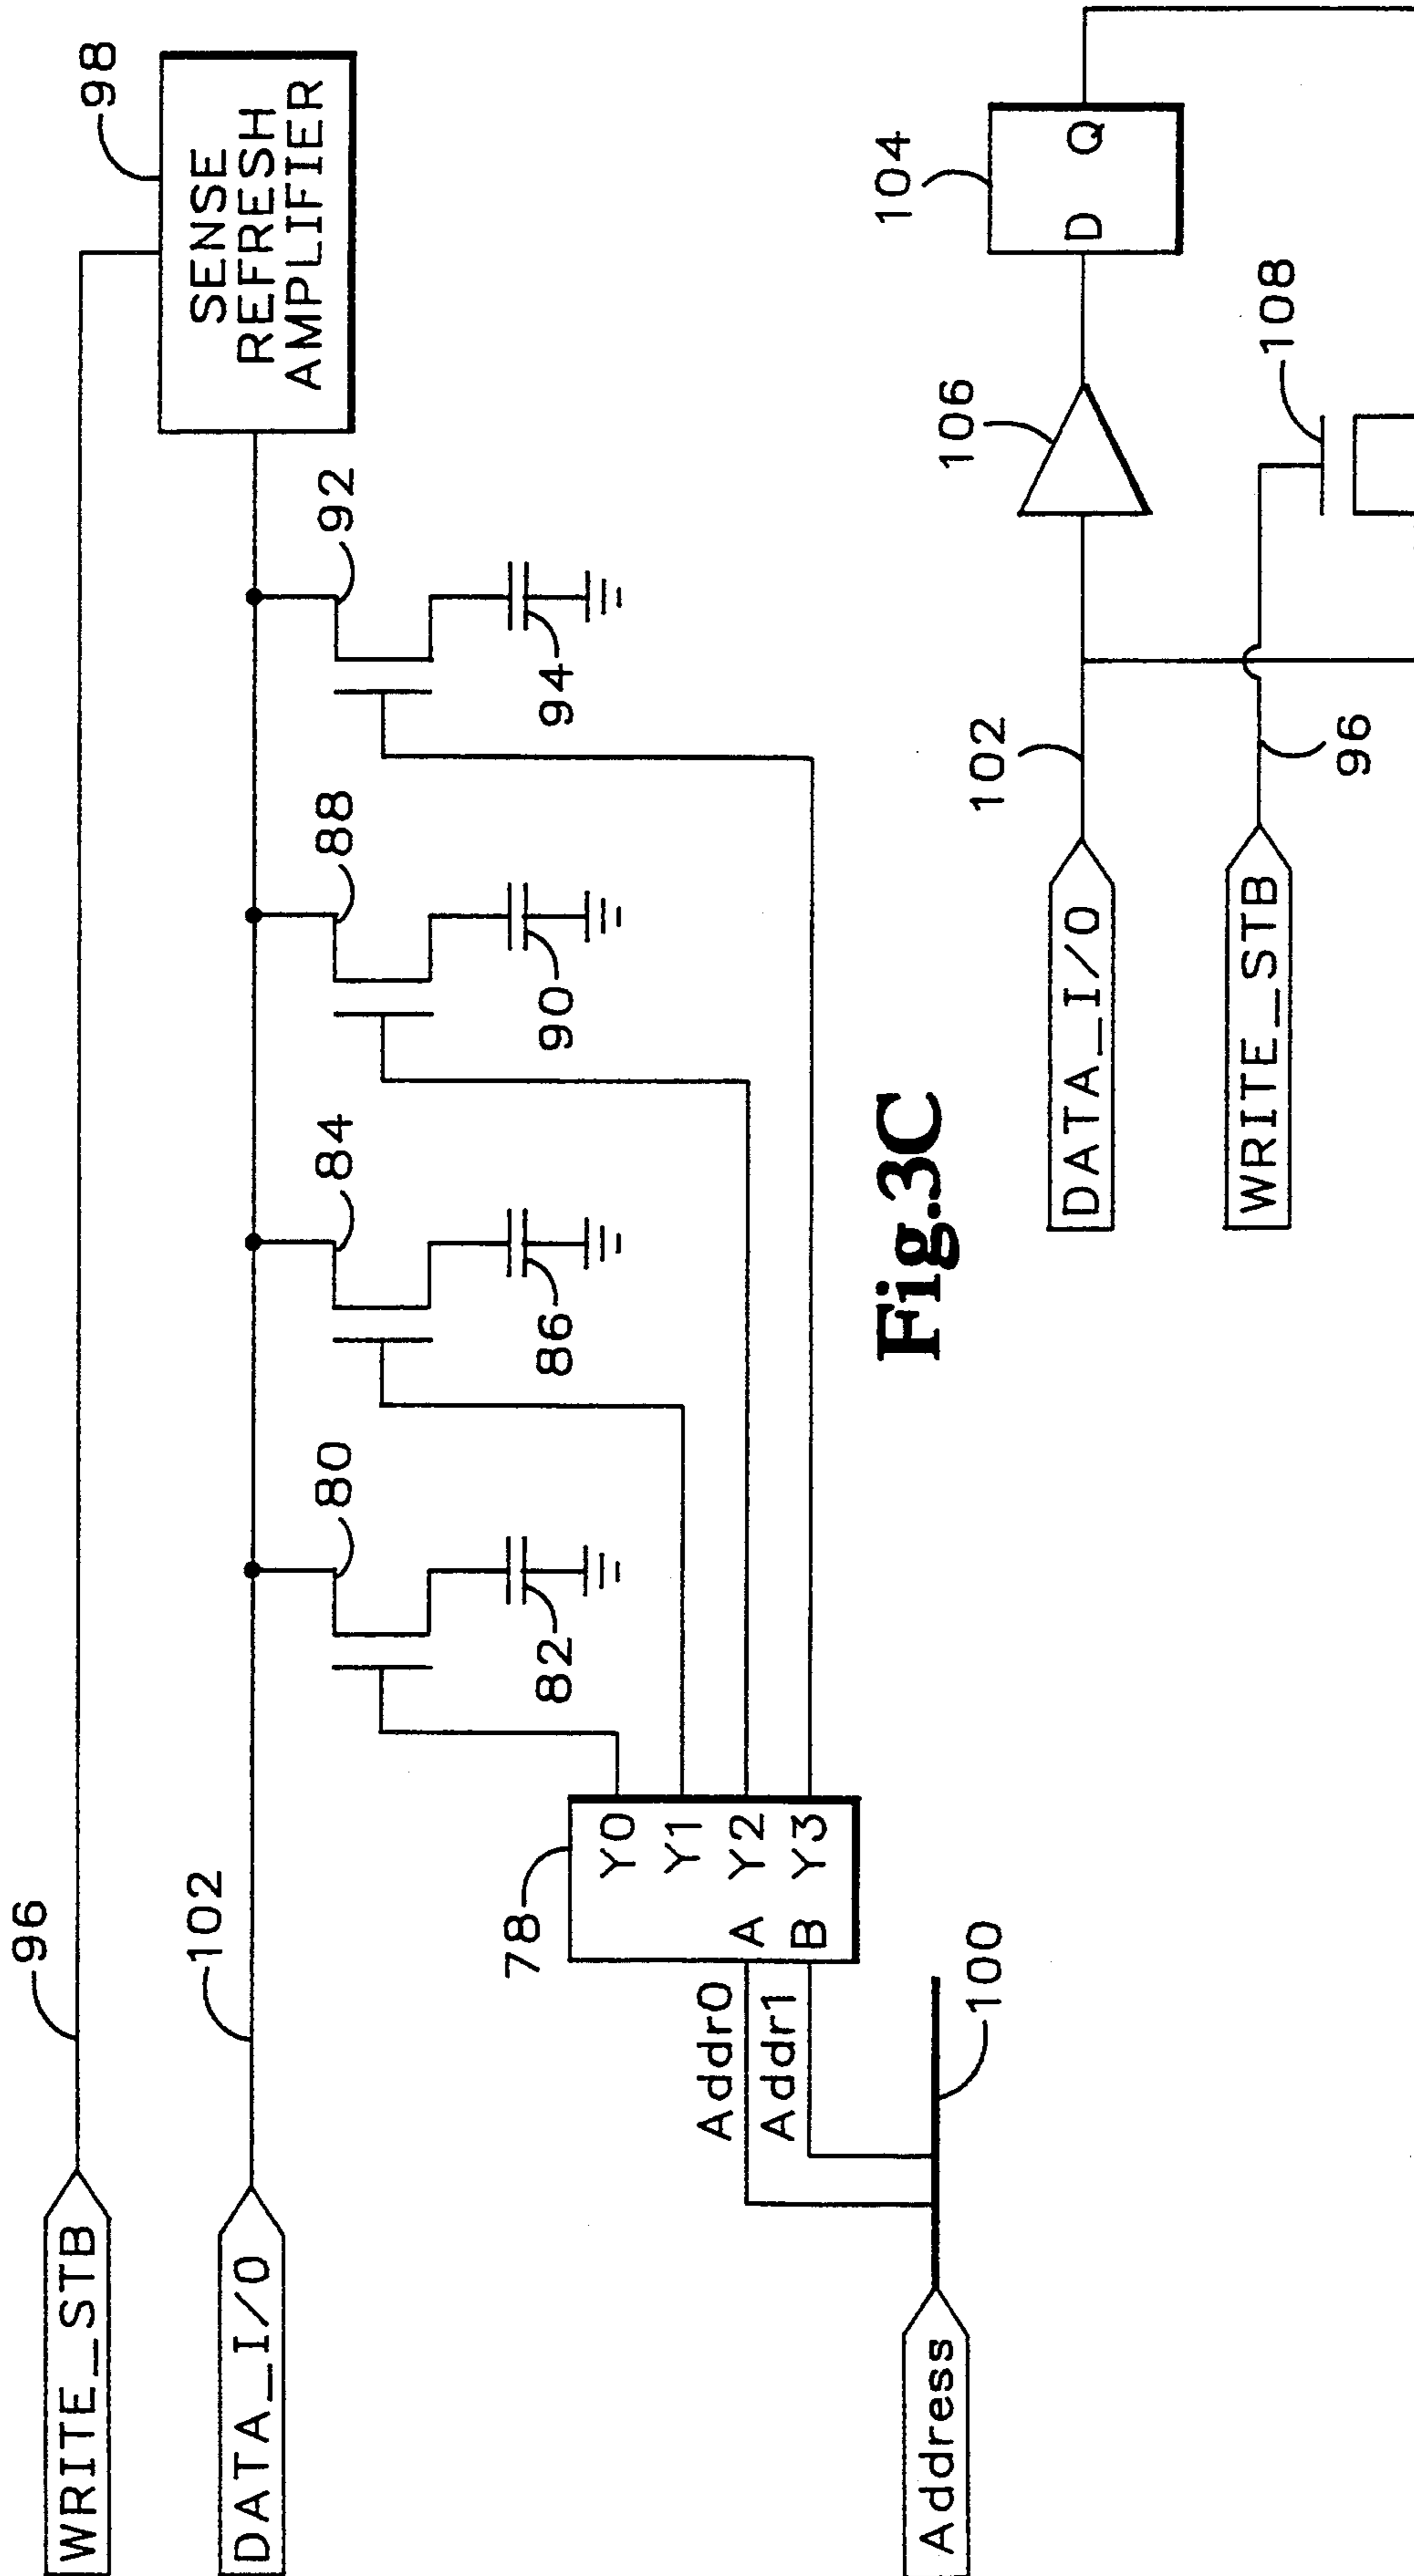 WRITE_STB
96
98
SENSE
REFRESH
AMPLIFIER
DATA_I/O
102
80
84
88
92
82
86
90
94
78
Y0
Y1
A Y2
B Y3
Addr0
Addr1
Address
100
Fig.3C
DATA_I/O
102
106
104
D Q
WRITE_STB
96
108